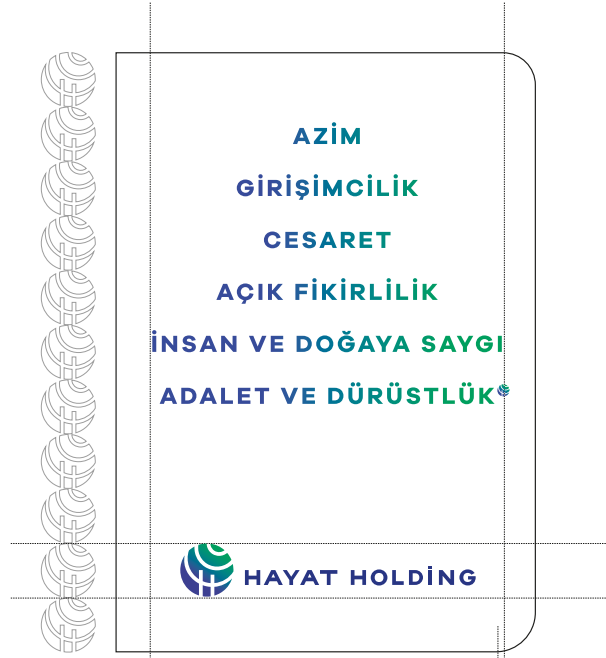 AZİM
GİRİŞİMCİLİK
CESARET
AÇIK FİKİRLİLİK
İNSAN VE DOĞAYA SAYGI
ADALET VE DÜRÜSTLÜK
HAYAT HOLDİNG